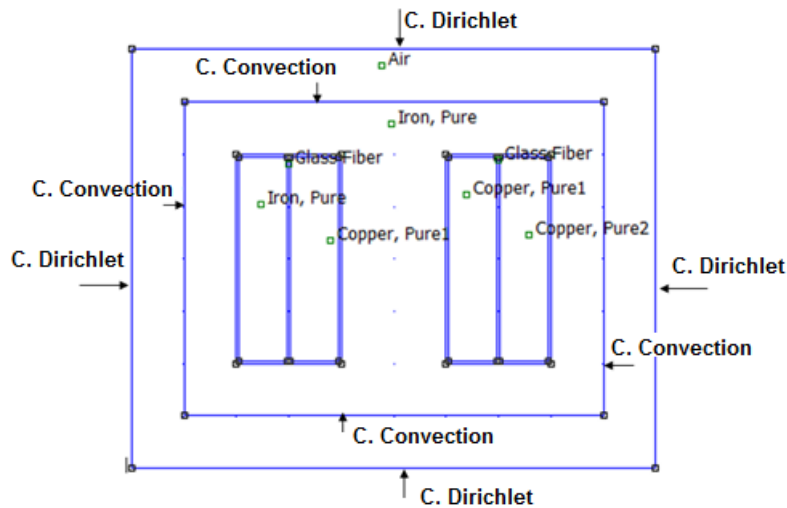 C. Dirichlet
Air
C. Convection
Iron, Pure
Glass Fiber
Glass Fiber
C. Convection
Iron, Pure
Copper, Pure1
Copper, Pure1
Copper, Pure2
C. Dirichlet
C. Dirichlet
C. Convection
C. Convection
C. Dirichlet